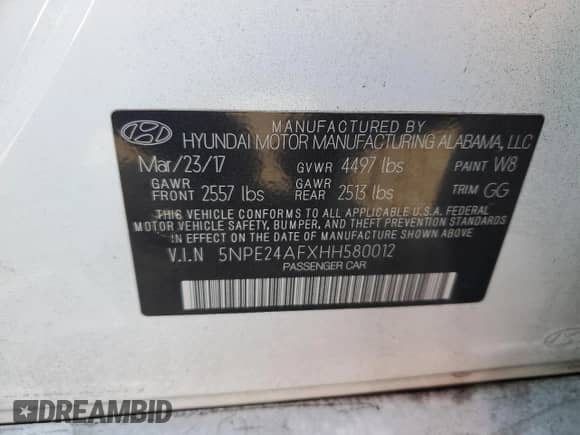 MANUFACTURED BY
HYUNDAI MOTOR MANUFACTURING ALABAMA, LLC
Mar/23/17 GVWR 4497 lbs PAINT W8
GAWR FRONT 2557 lbs GAWR REAR 2513 lbs TRIM GG
THIS VEHICLE CONFORMS TO ALL APPLICABLE U.S.A. FEDERAL
MOTOR VEHICLE SAFETY, BUMPER, AND THEFT PREVENTION STANDARDS
IN EFFECT ON THE DATE OF MANUFACTURE SHOWN ABOVE.
V.I.N 5NPE24AFXHH580012
PASSENGER CAR
DREAMBID